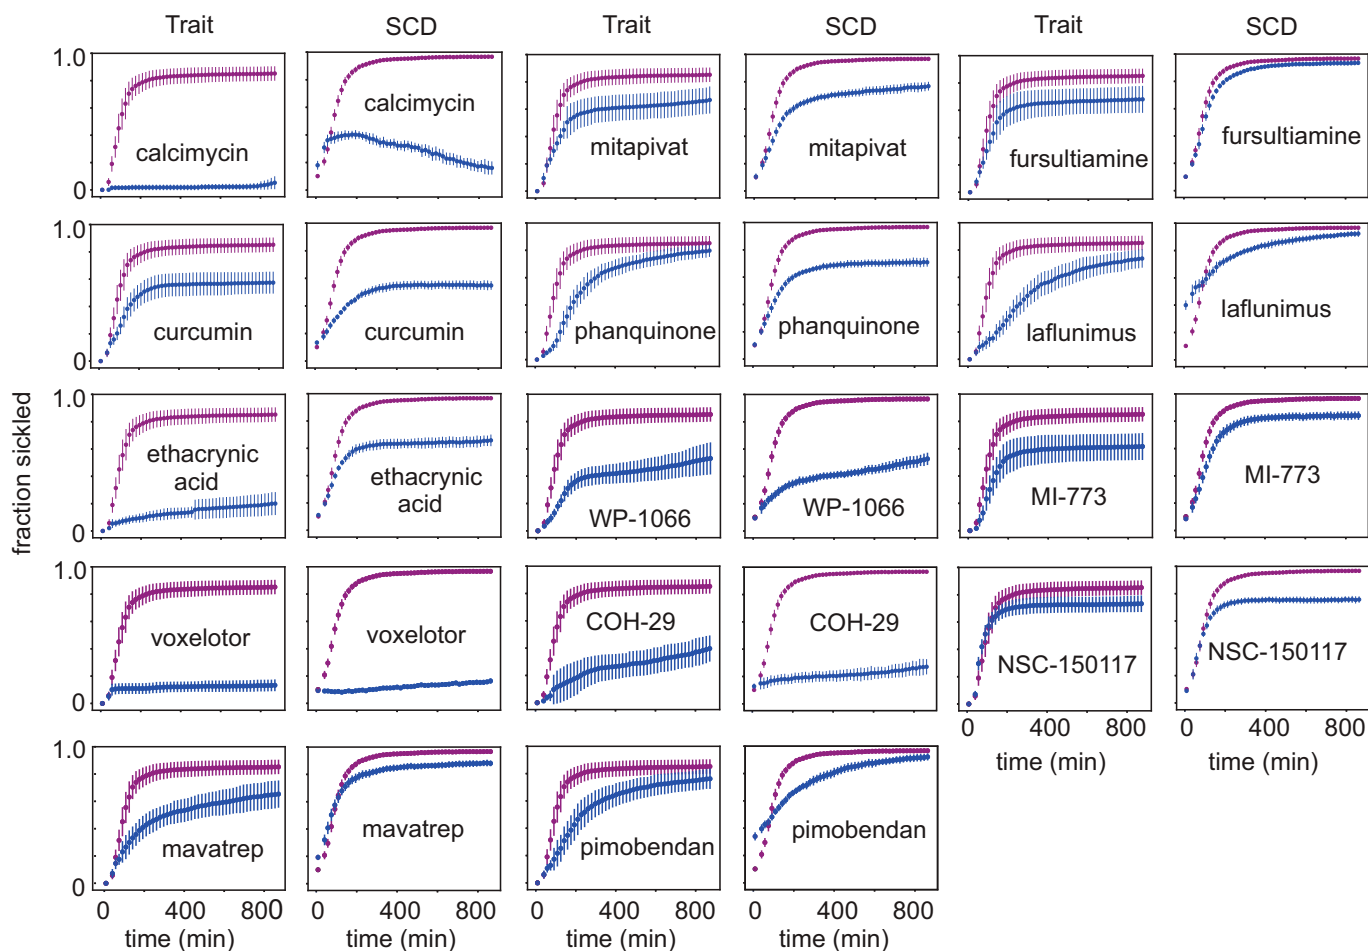 Trait SCD Trait SCD Trait SCD
1.0
0
calcimycin
calcimycin
mitapivat
mitapivat
fursultiamine
fursultiamine
1.0
0
curcumin
curcumin
phanquinone
phanquinone
laflunimus
laflunimus
fraction sickled
1.0
0
ethacrynic
acid
ethacrynic
acid
WP-1066
WP-1066
MI-773
MI-773
1.0
0
voxelotor
voxelotor
COH-29
COH-29
NSC-150117
NSC-150117
0 400 800 0 400 800
time (min) time (min)
1.0
0
mavatrep
mavatrep
pimobendan
pimobendan
0 400 800 0 400 800 0 400 800 0 400 800
time (min) time (min) time (min) time (min)